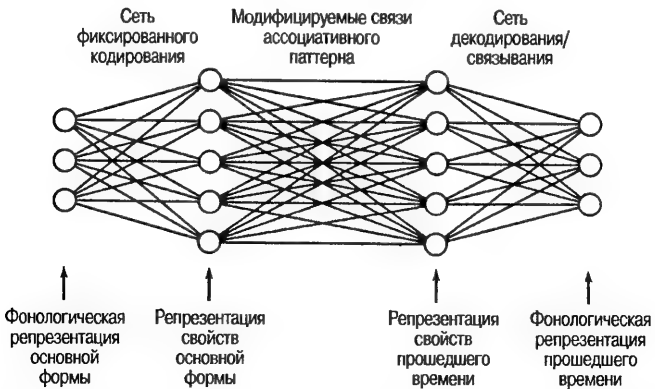 Сеть
фиксированного
кодирования
Модифицируемые связи
ассоциативного
паттерна
Сеть
декодирования/
связывания
Фонологическая
репрезентация
основной
формы
Репрезентация
свойств
основной
формы
Репрезентация
свойств
прошедшего
времени
Фонологическая
репрезентация
прошедшего
времени